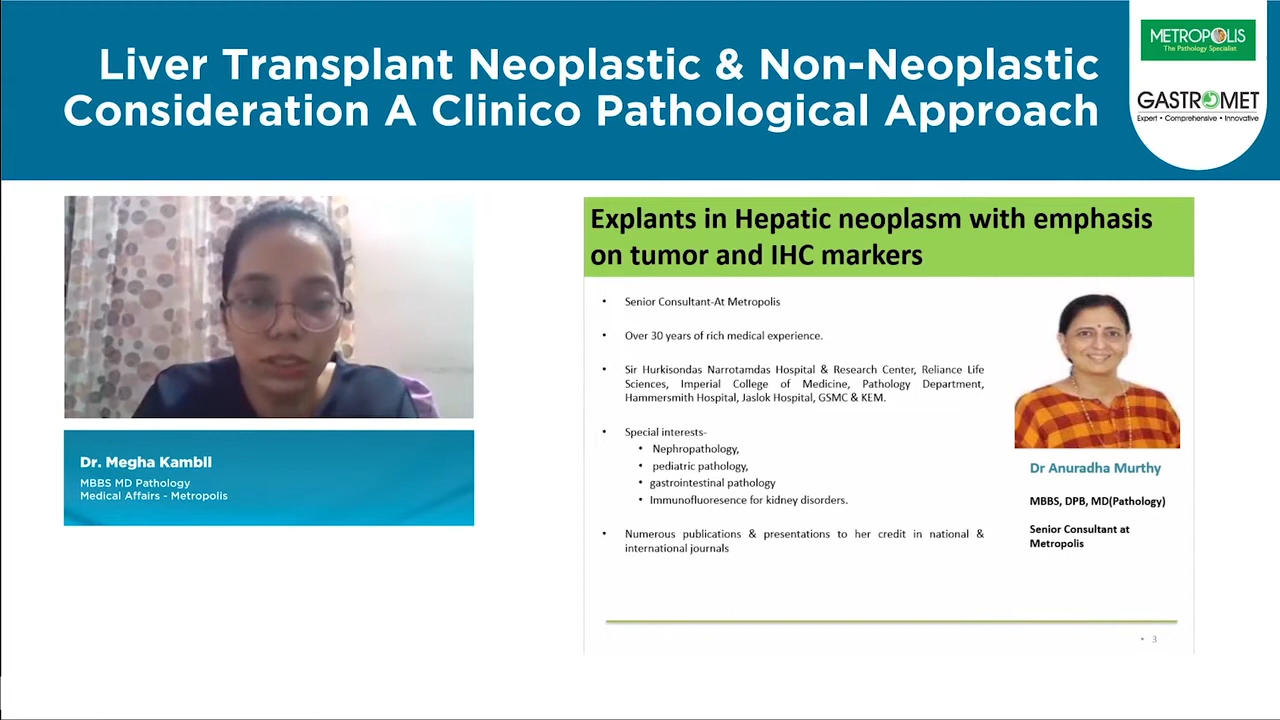 Liver Transplant Neoplastic & Non-Neoplastic
Consideration A Clinico Pathological Approach
METROPOLIS
The Pathology Specialist
GASTROMET
Expert • Comprehensive • Innovative
Dr. Megha Kambll
MBBS MD Pathology
Medical Affairs - Metropolis
Explants in Hepatic neoplasm with emphasis
on tumor and IHC markers
• Senior Consultant-At Metropolis
• Over 30 years of rich medical experience.
• Sir Hurkisondas Narrotamdas Hospital & Research Center, Reliance Life
Sciences, Imperial College of Medicine, Pathology Department,
Hammersmith Hospital, Jaslok Hospital, GSMC & KEM.
• Special interests-
• Nephropathology,
• pediatric pathology,
• gastrointestinal pathology
• Immunofluoresence for kidney disorders.
• Numerous publications & presentations to her credit in national &
international journals
Dr Anuradha Murthy
MBBS, DPB, MD(Pathology)
Senior Consultant at
Metropolis
• 3